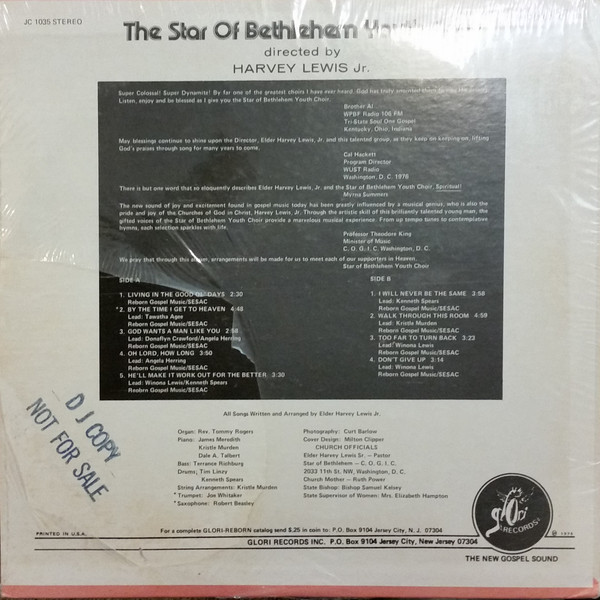 JC 1035 STEREO
The Star Of Bethlehem
directed by
HARVEY LEWIS Jr.
Super Colossal! Super Dynamite! By far one of the greatest choirs I have ever heard. God has truly anointed them to
Listen, enjoy and be blessed as I give you the Star of Bethlehem Youth Choir.
Brother Al
WPBF Radio 106 FM
Tri-State Soul One Gospel
Kentucky, Ohio, Indiana
May blessings continue to shine upon the Director, Elder Harvey Lewis, Jr. and this talented group, as they keep on keeping-on, lifting
God's praises through song for many years to come.
Cal Hackett
Program Director
WUST Radio
Washington, D. C. 1976
There is but one word that so eloquently describes Elder Harvey Lewis, Jr. and the Star of Bethlehem Youth Choir, Spiritual!
Myrna Summers
The new sound of joy and excitement found in gospel music today has been greatly influenced by a musical genius, who is also the
pride and joy of the Churches of God in Christ, Harvey Lewis, Jr. Through the artistic skill of this brilliantly talented young man, the
gifted voices of the Star of Bethlehem Youth Choir provide a marvelous musical experience. From up tempo tunes to contemplative
hymns, each selection sparkles with life.
Professor Theodore King
Minister of Music
C. O. G. I. C. Washington, D. C.
We pray that through this album, arrangements will be made for us to meet each of our supporters in Heaven.
Star of Bethlehem Youth Choir
SIDE A
1. LIVING IN THE GOOD OL' DAYS 2:30
Reborn Gospel Music/SESAC
*2. BY THE TIME I GET TO HEAVEN 4:48
Lead: Tawatha Agee
Reborn Gospel Music/SESAC
3. GOD WANTS A MAN LIKE YOU 2:58
Lead: Donaflyn Crawford/Angela Herring
Reborn Gospel Music/SESAC
4. OH LORD, HOW LONG 3:50
Lead: Angela Herring
Reborn Gospel Music/SESAC
5. HE'LL MAKE IT WORK OUT FOR THE BETTER 3:30
Lead: Winona Lewis/Kenneth Spears
Reborn Gospel Music/SESAC
SIDE B
1. I WILL NEVER BE THE SAME 3:58
Lead: Kenneth Spears
Reborn Gospel Music/SESAC
2. WALK THROUGH THIS ROOM 4:59
Lead: Kristle Murden
Reborn Gospel Music/SESAC
3. TOO FAR TO TURN BACK 3:23
Lead: Winona Lewis
Reborn Gospel Music/SESAC
4. DON'T GIVE UP 3:14
Lead: Winona Lewis
Reborn Gospel Music/SESAC
All Songs Written and Arranged by Elder Harvey Lewis Jr.
Organ: Rev. Tommy Rogers
Piano: James Meredith
Kristle Murden
Dale A. Talbert
Bass: Terrance Richburg
Drums: Tim Linzy
Kenneth Spears
String Arrangements: Kristle Murden
* Trumpet: Joe Whitaker
* Saxophone: Robert Beasley
Photography: Curt Barlow
Cover Design: Milton Clipper
CHURCH OFFICIALS
Elder Harvey Lewis Sr. – Pastor
Star of Bethlehem – C. O. G. I. C.
2033 11th St. NW, Washington, D. C.
Church Mother – Ruth Power
State Bishop: Bishop Samuel Kelsey
State Supervisor of Women: Mrs. Elizabeth Hampton
D J COPY
NOT FOR SALE
For a complete GLORI-REBORN catalog send $.25 in coin to: P.O. Box 9104 Jersey City, N. J. 07304
PRINTED IN U.S.A.
GLORI RECORDS INC. P.O. Box 9104 Jersey City, New Jersey 07304
glOri
RECORDS
℗ 1976
THE NEW GOSPEL SOUND